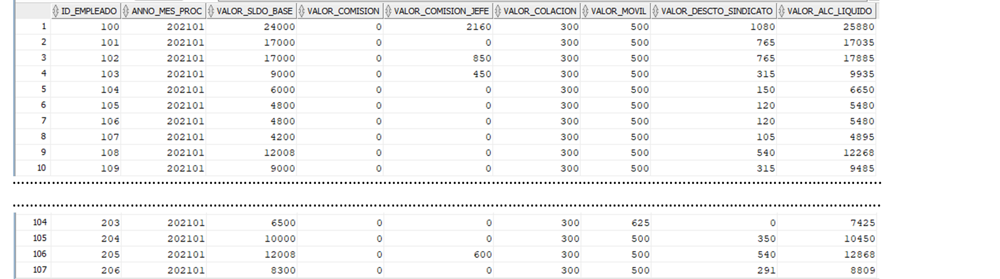 ID_EMPLEADO ANNO_MES_PROC VALOR_SLDO_BASE VALOR_COMISION VALOR_COMISION_JEFE VALOR_COLACION VALOR_MOVIL VALOR_DESCTO_SINDICATO VALOR_ALC_LIQUIDO
1 100 202101 24000 0 2160 300 500 1080 25880
2 101 202101 17000 0 0 300 500 765 17035
3 102 202101 17000 0 850 300 500 765 17885
4 103 202101 9000 0 450 300 500 315 9935
5 104 202101 6000 0 0 300 500 150 6650
6 105 202101 4800 0 0 300 500 120 5480
7 106 202101 4800 0 0 300 500 120 5480
8 107 202101 4200 0 0 300 500 105 4895
9 108 202101 12008 0 0 300 500 540 12268
10 109 202101 9000 0 0 300 500 315 9485
104 203 202101 6500 0 0 300 625 0 7425
105 204 202101 10000 0 0 300 500 350 10450
106 205 202101 12008 0 600 300 500 540 12868
107 206 202101 8300 0 0 300 500 291 8809